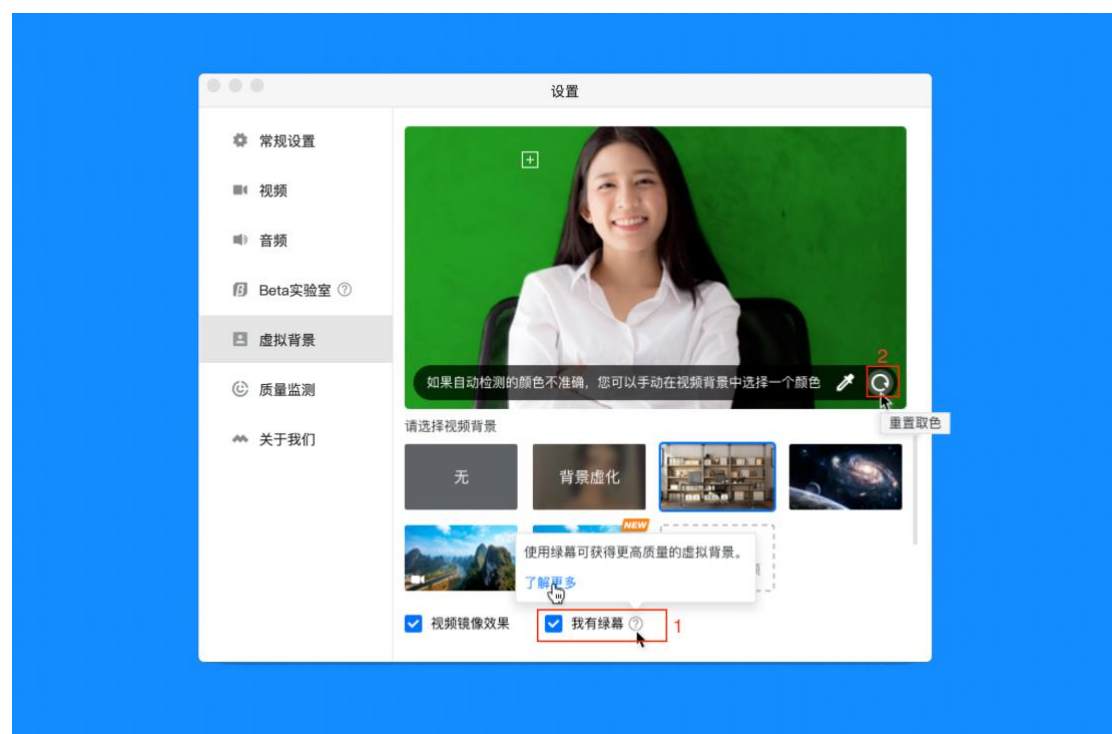 设置
常规设置
视频
音频
Beta实验室
虚拟背景
质量监测
关于我们
2
如果自动检测的颜色不准确，您可以手动在视频背景中选择一个颜色
重置取色
请选择视频背景
无
背景虚化
NEW
使用绿幕可获得更高质量的虚拟背景。
了解更多
视频镜像效果
我有绿幕
1